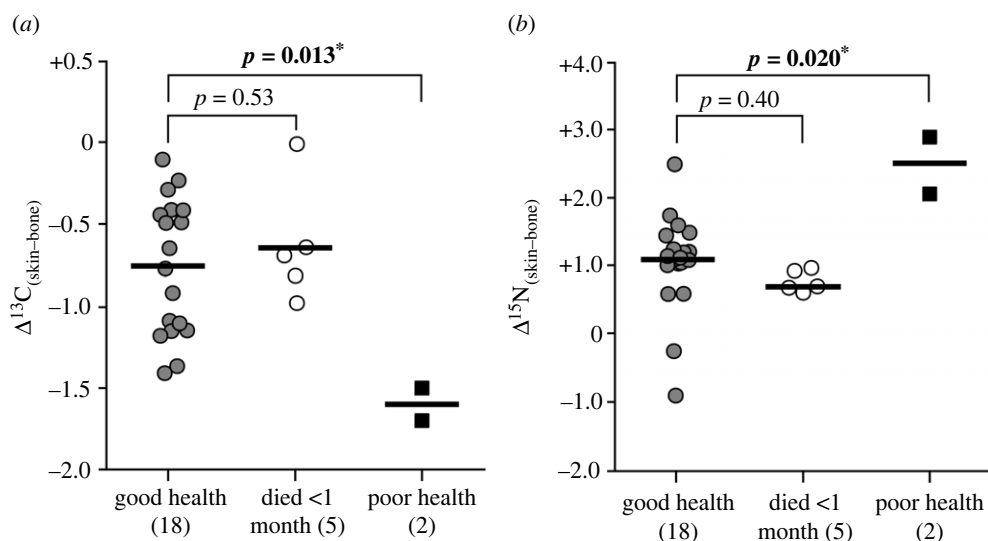 (a)
+0.5
0
–0.5
–1.0
–1.5
–2.0
Δ13C(skin–bone)
p = 0.013*
p = 0.53
good health
(18)
died <1
month (5)
poor health
(2)
(b)
+4.0
+3.0
+2.0
+1.0
0
–1.0
–2.0
Δ15N(skin–bone)
p = 0.020*
p = 0.40
good health
(18)
died <1
month (5)
poor health
(2)